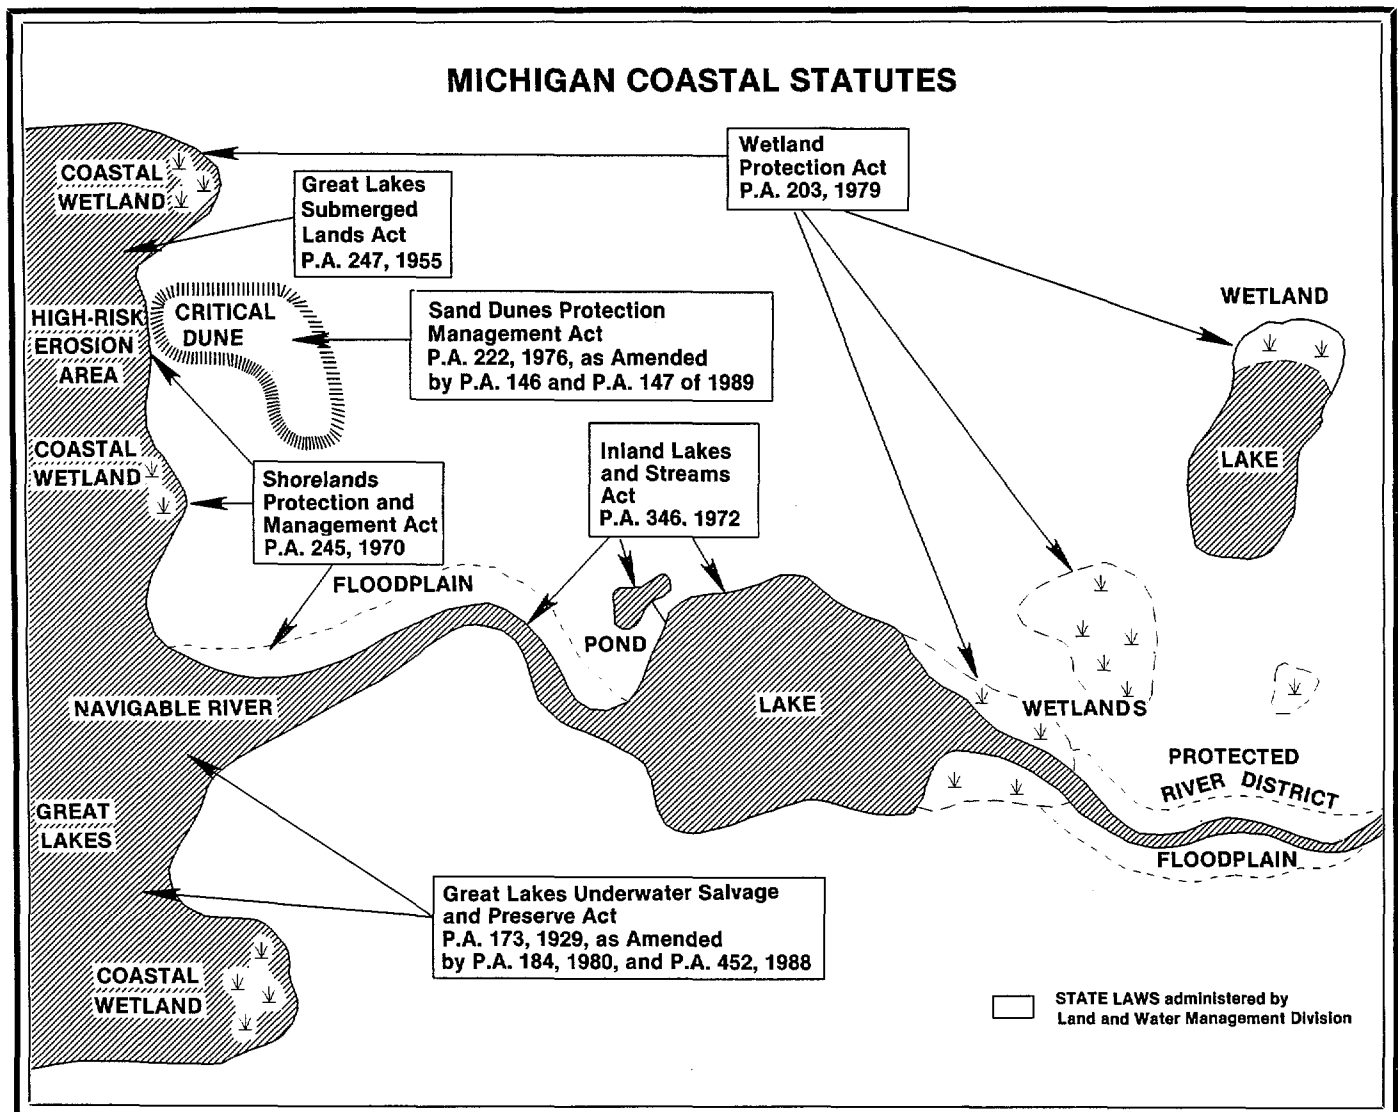 MICHIGAN COASTAL STATUTES
Wetland
Protection Act
P.A. 203, 1979
COASTAL
WETLAND
Great Lakes
Submerged
Lands Act
P.A. 247, 1955
WETLAND
HIGH-RISK
EROSION
AREA
CRITICAL
DUNE
Sand Dunes Protection
Management Act
P.A. 222, 1976, as Amended
by P.A. 146 and P.A. 147 of 1989
COASTAL
WETLAND
Shorelands
Protection and
Management Act
P.A. 245, 1970
Inland Lakes
and Streams
Act
P.A. 346. 1972
LAKE
FLOODPLAIN
POND
NAVIGABLE RIVER
LAKE
WETLANDS
PROTECTED
RIVER DISTRICT
FLOODPLAIN
GREAT
LAKES
Great Lakes Underwater Salvage
and Preserve Act
P.A. 173, 1929, as Amended
by P.A. 184, 1980, and P.A. 452, 1988
COASTAL
WETLAND
STATE LAWS administered by
Land and Water Management Division